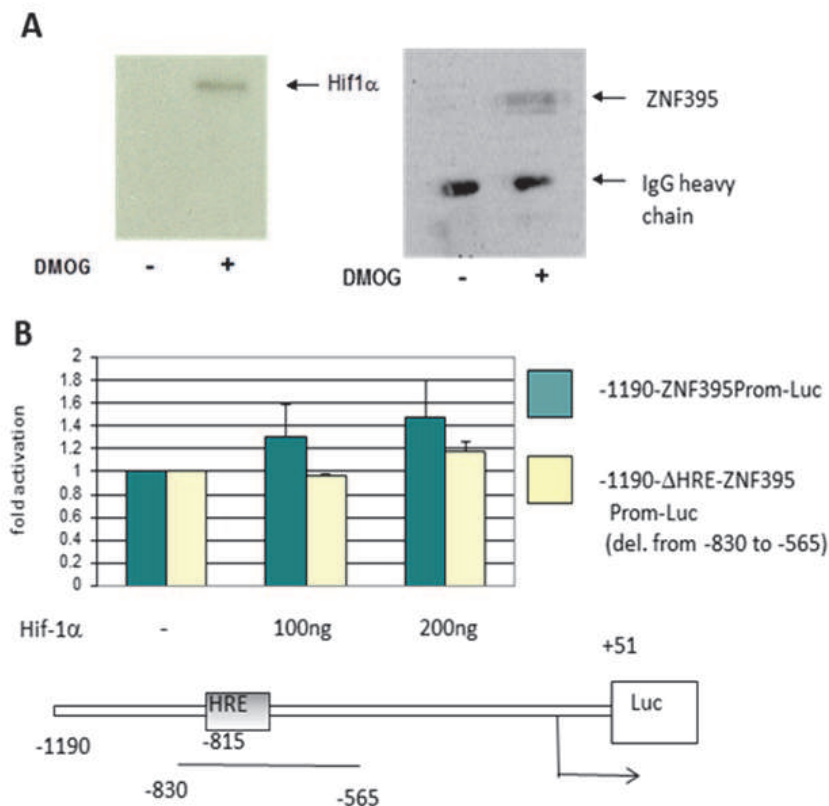 A
Hif1α
ZNF395
IgG heavy
chain
DMOG - +
DMOG - +
B
2
1.8
1.6
1.4
1.2
1
0.8
0.6
0.4
0.2
0
fold activation
-1190-ZNF395Prom-Luc
-1190-ΔHRE-ZNF395
Prom-Luc
(del. from -830 to -565)
Hif-1α - 100ng 200ng
+51
HRE
Luc
-1190
-815
-830
-565